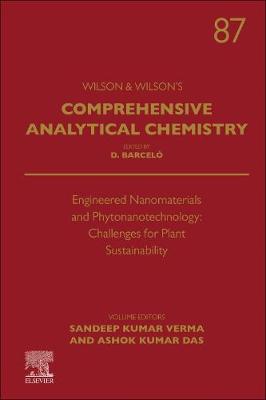 87
WILSON & WILSON'S
COMPREHENSIVE
ANALYTICAL CHEMISTRY
EDITED BY
D. BARCELÓ
Engineered Nanomaterials
and Phytonanotechnology:
Challenges for Plant
Sustainability
VOLUME EDITORS
SANDEEP KUMAR VERMA
AND ASHOK KUMAR DAS
ELSEVIER